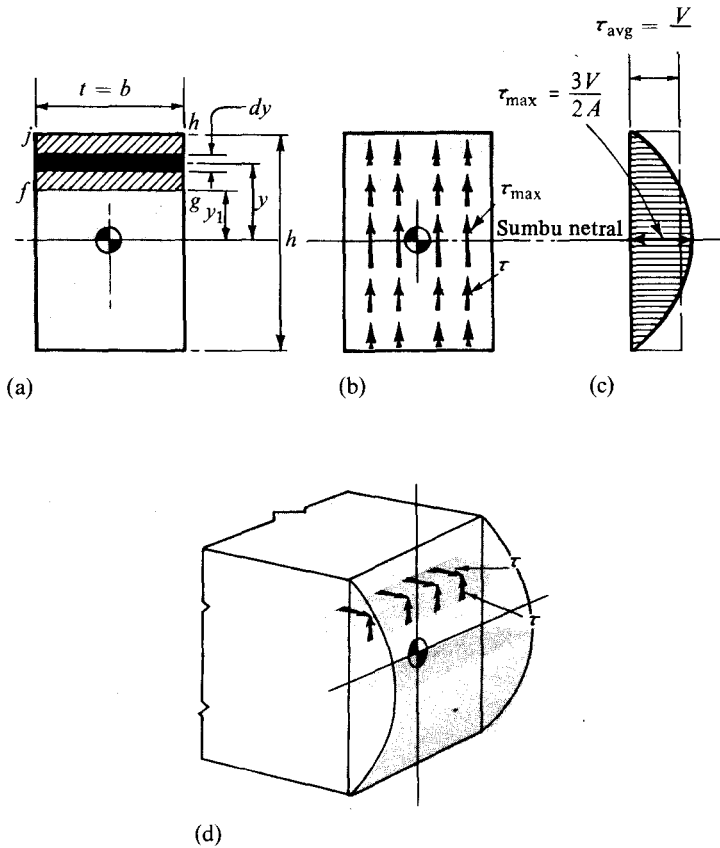 τavg = V
τmax = 3V/2A
t = b
dy
j
h
f
g
y1
y
h
τmax
Sumbu netral
τ
(a)
(b)
(c)
τ
τ
(d)